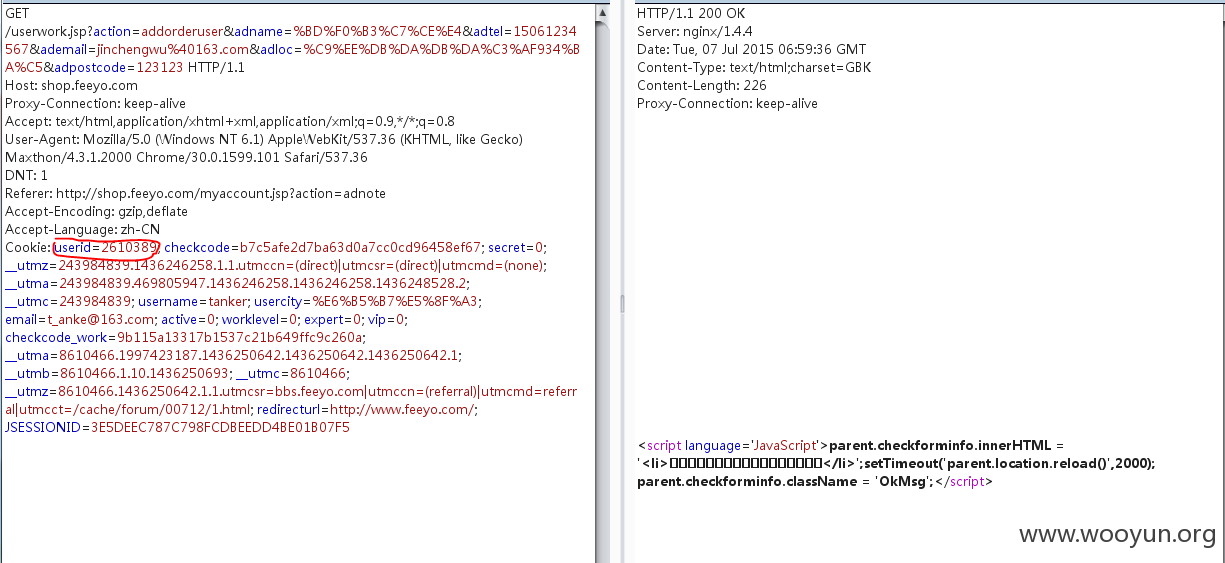 GET
/userwork.jsp?action=addorderuser&adname=%BD%F0%B3%C7%CE%E4&adtel=15061234
567&ademail=jinchengwu%40163.com&adloc=%C9%EE%DB%DA%DB%DA%C3%AF934%B
A%C5&adpostcode=123123 HTTP/1.1
Host: shop.feeyo.com
Proxy-Connection: keep-alive
Accept: text/html,application/xhtml+xml,application/xml;q=0.9,*/*;q=0.8
User-Agent: Mozilla/5.0 (Windows NT 6.1) AppleWebKit/537.36 (KHTML, like Gecko)
Maxthon/4.3.1.2000 Chrome/30.0.1599.101 Safari/537.36
DNT: 1
Referer: http://shop.feeyo.com/myaccount.jsp?action=adnote
Accept-Encoding: gzip,deflate
Accept-Language: zh-CN
Cookie: userid=2610389; checkcode=b7c5afe2d7ba63d0a7cc0cd96458ef67; secret=0;
__utmz=243984839.1436246258.1.1.utmccn=(direct)|utmcsr=(direct)|utmcmd=(none);
__utma=243984839.469805947.1436246258.1436246258.1436248528.2;
__utmc=243984839; username=tanker; usercity=%E6%B5%B7%E5%8F%A3;
email=t_anke@163.com; active=0; worklevel=0; expert=0; vip=0;
checkcode_work=9b115a13317b1537c21b649ffc9c260a;
__utma=8610466.1997423187.1436250642.1436250642.1436250642.1;
__utmb=8610466.1.10.1436250693; __utmc=8610466;
__utmz=8610466.1436250642.1.1.utmcsr=bbs.feeyo.com|utmccn=(referral)|utmcmd=referr
al|utmcct=/cache/forum/00712/1.html; redirecturl=http://www.feeyo.com/;
JSESSIONID=3E5DEEC787C798FCDBEEDD4BE01B07F5
HTTP/1.1 200 OK
Server: nginx/1.4.4
Date: Tue, 07 Jul 2015 06:59:36 GMT
Content-Type: text/html;charset=GBK
Content-Length: 226
Proxy-Connection: keep-alive
<script language='JavaScript'>parent.checkforminfo.innerHTML =
'<li>▯▯▯▯▯▯▯▯▯▯▯▯▯▯▯▯▯</li>';setTimeout('parent.location.reload()',2000);
parent.checkforminfo.className = 'OkMsg';</script>
www.wooyun.org